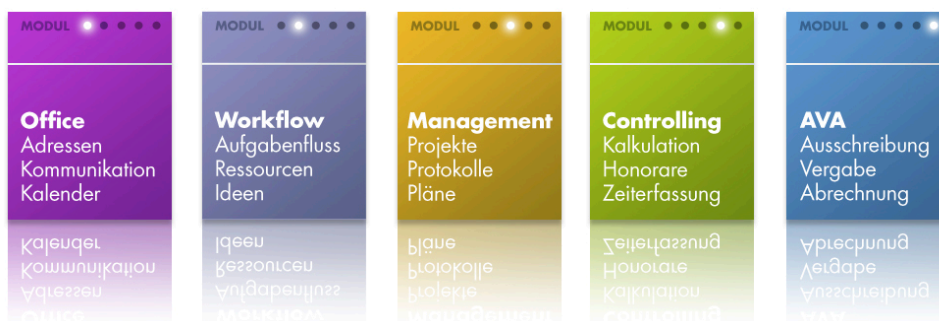 MODUL
Office
Adressen
Kommunikation
Kalender
MODUL
Workflow
Aufgabenfluss
Ressourcen
Ideen
MODUL
Management
Projekte
Protokolle
Pläne
MODUL
Controlling
Kalkulation
Honorare
Zeiterfassung
MODUL
AVA
Ausschreibung
Vergabe
Abrechnung